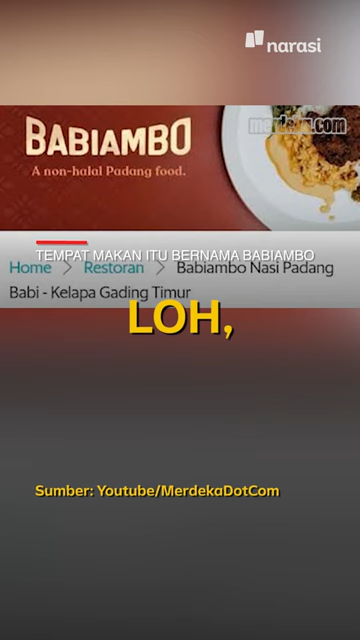 narasi
merdeka.com
BABIAMBO
A non-halal Padang food.
TEMPAT MAKAN ITU BERNAMA BABIAMBO
Home > Restoran > Babiambo Nasi Padang
Babi - Kelapa Gading Timur
LOH,
Sumber: Youtube/MerdekaDotCom